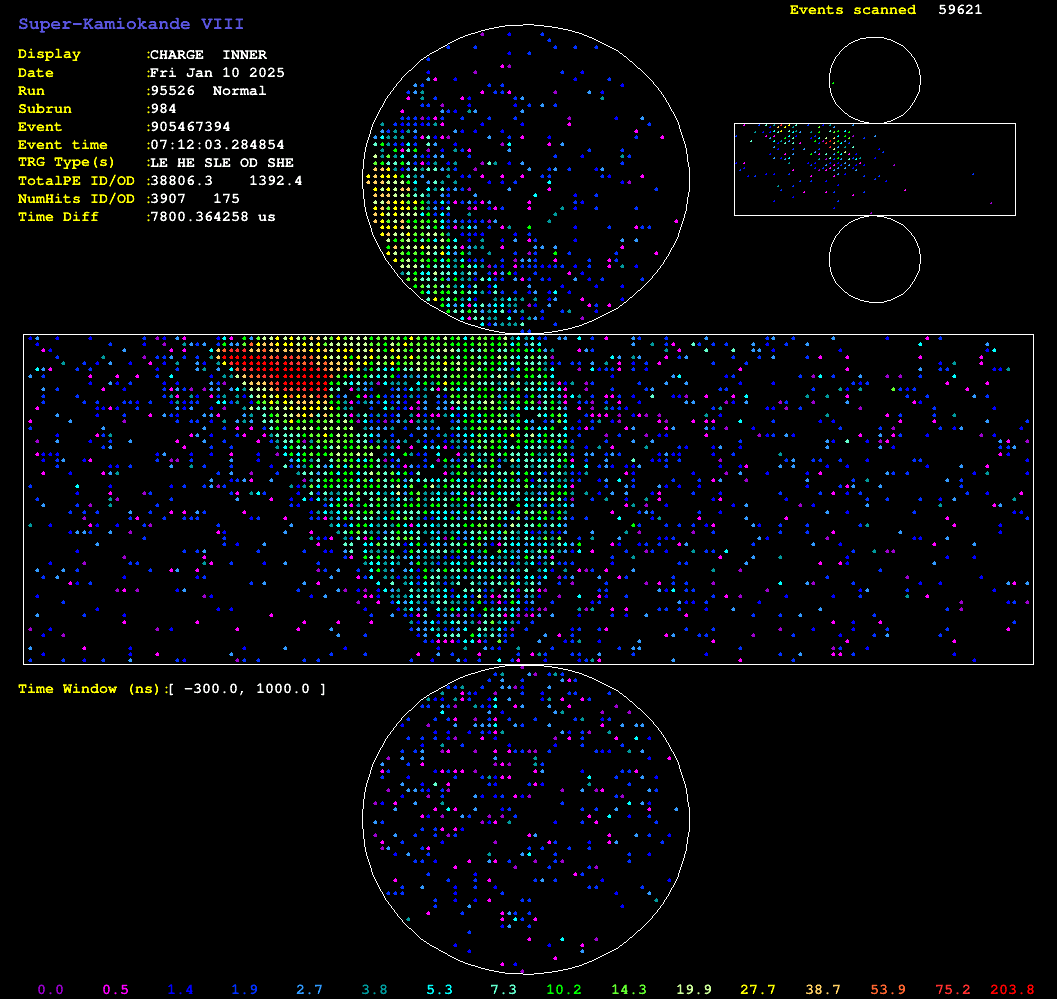 Super-Kamiokande VIII
Events scanned 59621
Display :CHARGE INNER
Date :Fri Jan 10 2025
Run :95526 Normal
Subrun :984
Event :905467394
Event time :07:12:03.284854
TRG Type(s) :LE HE SLE OD SHE
TotalPE ID/OD :38806.3 1392.4
NumHits ID/OD :3907 175
Time Diff :7800.364258 us
Time Window (ns):[ -300.0, 1000.0 ]
0.0 0.5 1.4 1.9 2.7 3.8 5.3 7.3 10.2 14.3 19.9 27.7 38.7 53.9 75.2 203.8